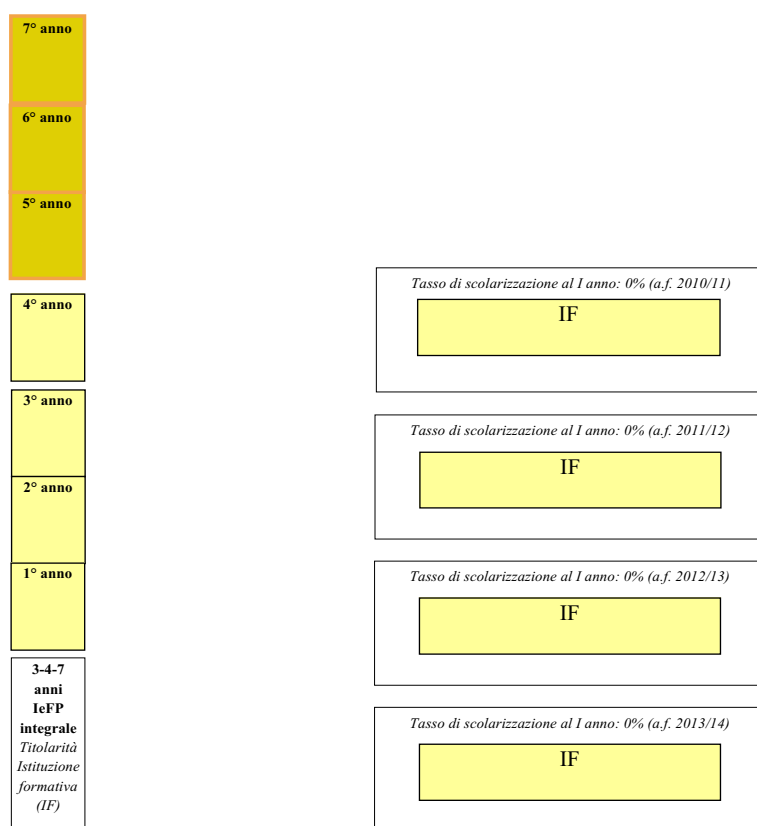 7° anno
6° anno
5° anno
4° anno
3° anno
2° anno
1° anno
3-4-7
anni
IeFP
integrale
Titolarità
Istituzione
formativa
(IF)
Tasso di scolarizzazione al I anno: 0% (a.f. 2010/11)
IF
Tasso di scolarizzazione al I anno: 0% (a.f. 2011/12)
IF
Tasso di scolarizzazione al I anno: 0% (a.f. 2012/13)
IF
Tasso di scolarizzazione al I anno: 0% (a.f. 2013/14)
IF